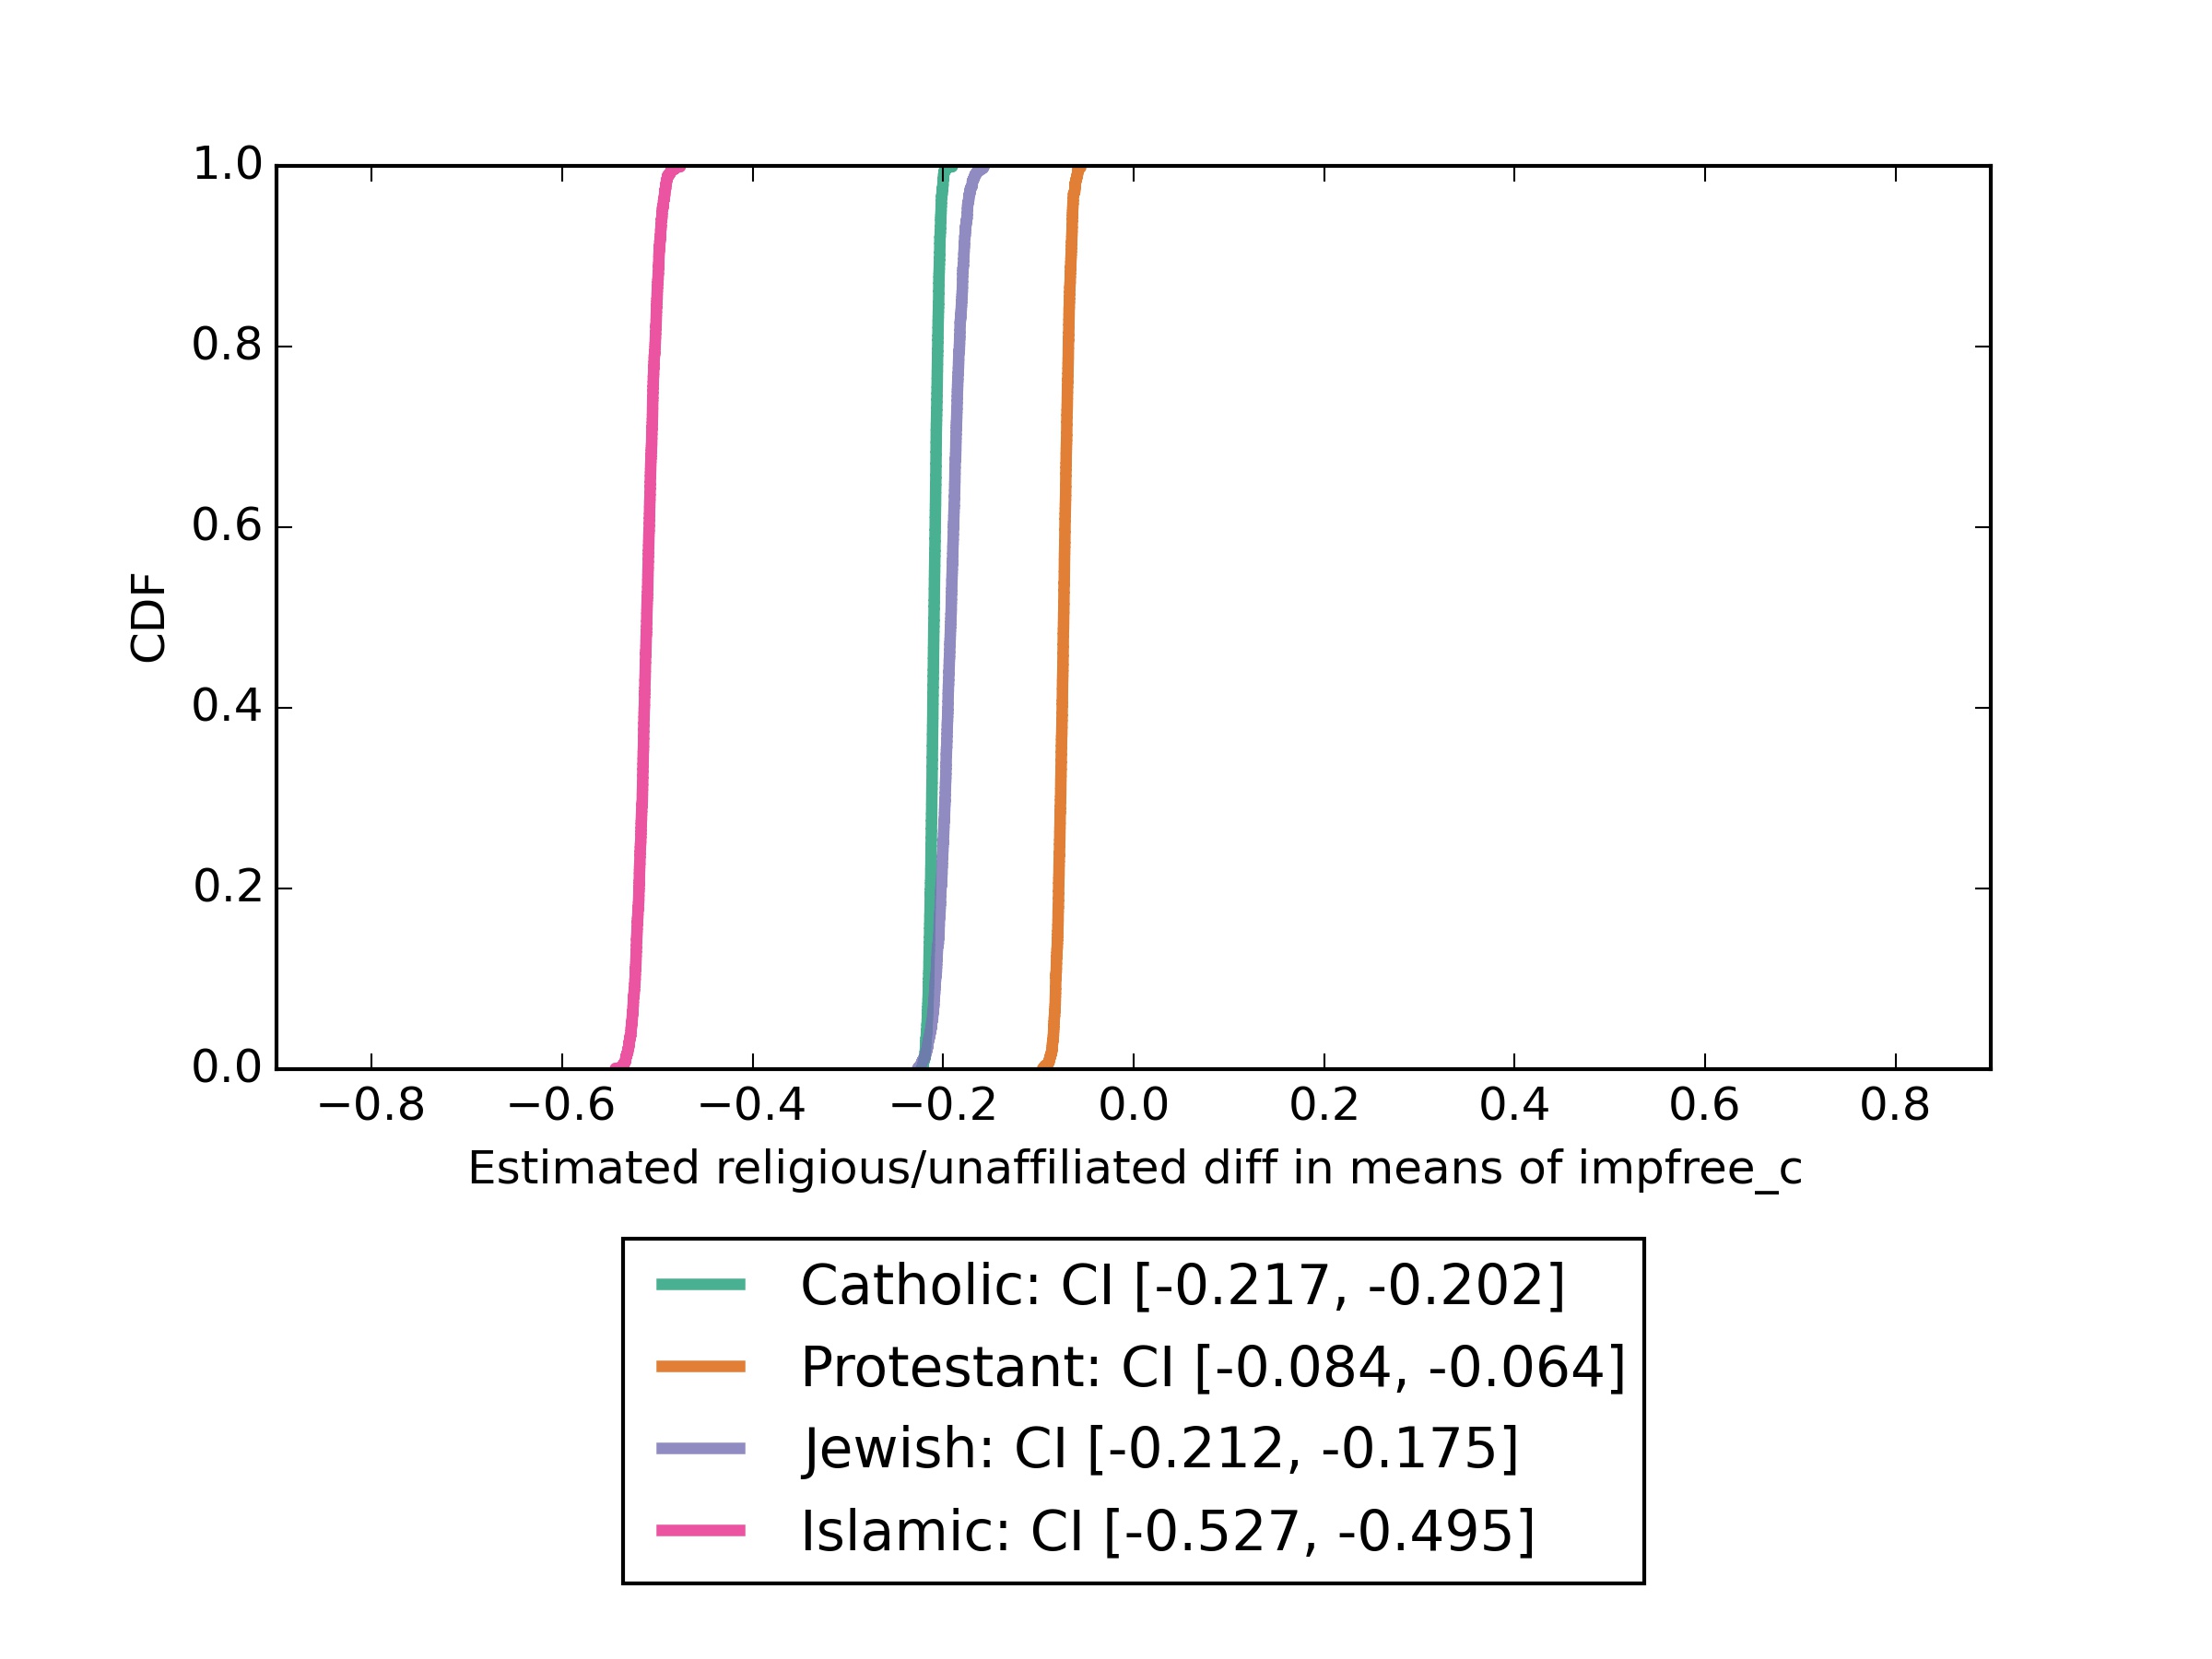 1.0
0.8
0.6
0.4
0.2
0.0
CDF
−0.8 −0.6 −0.4 −0.2 0.0 0.2 0.4 0.6 0.8
Estimated religious/unaffiliated diff in means of impfree_c
Catholic: CI [-0.217, -0.202]
Protestant: CI [-0.084, -0.064]
Jewish: CI [-0.212, -0.175]
Islamic: CI [-0.527, -0.495]